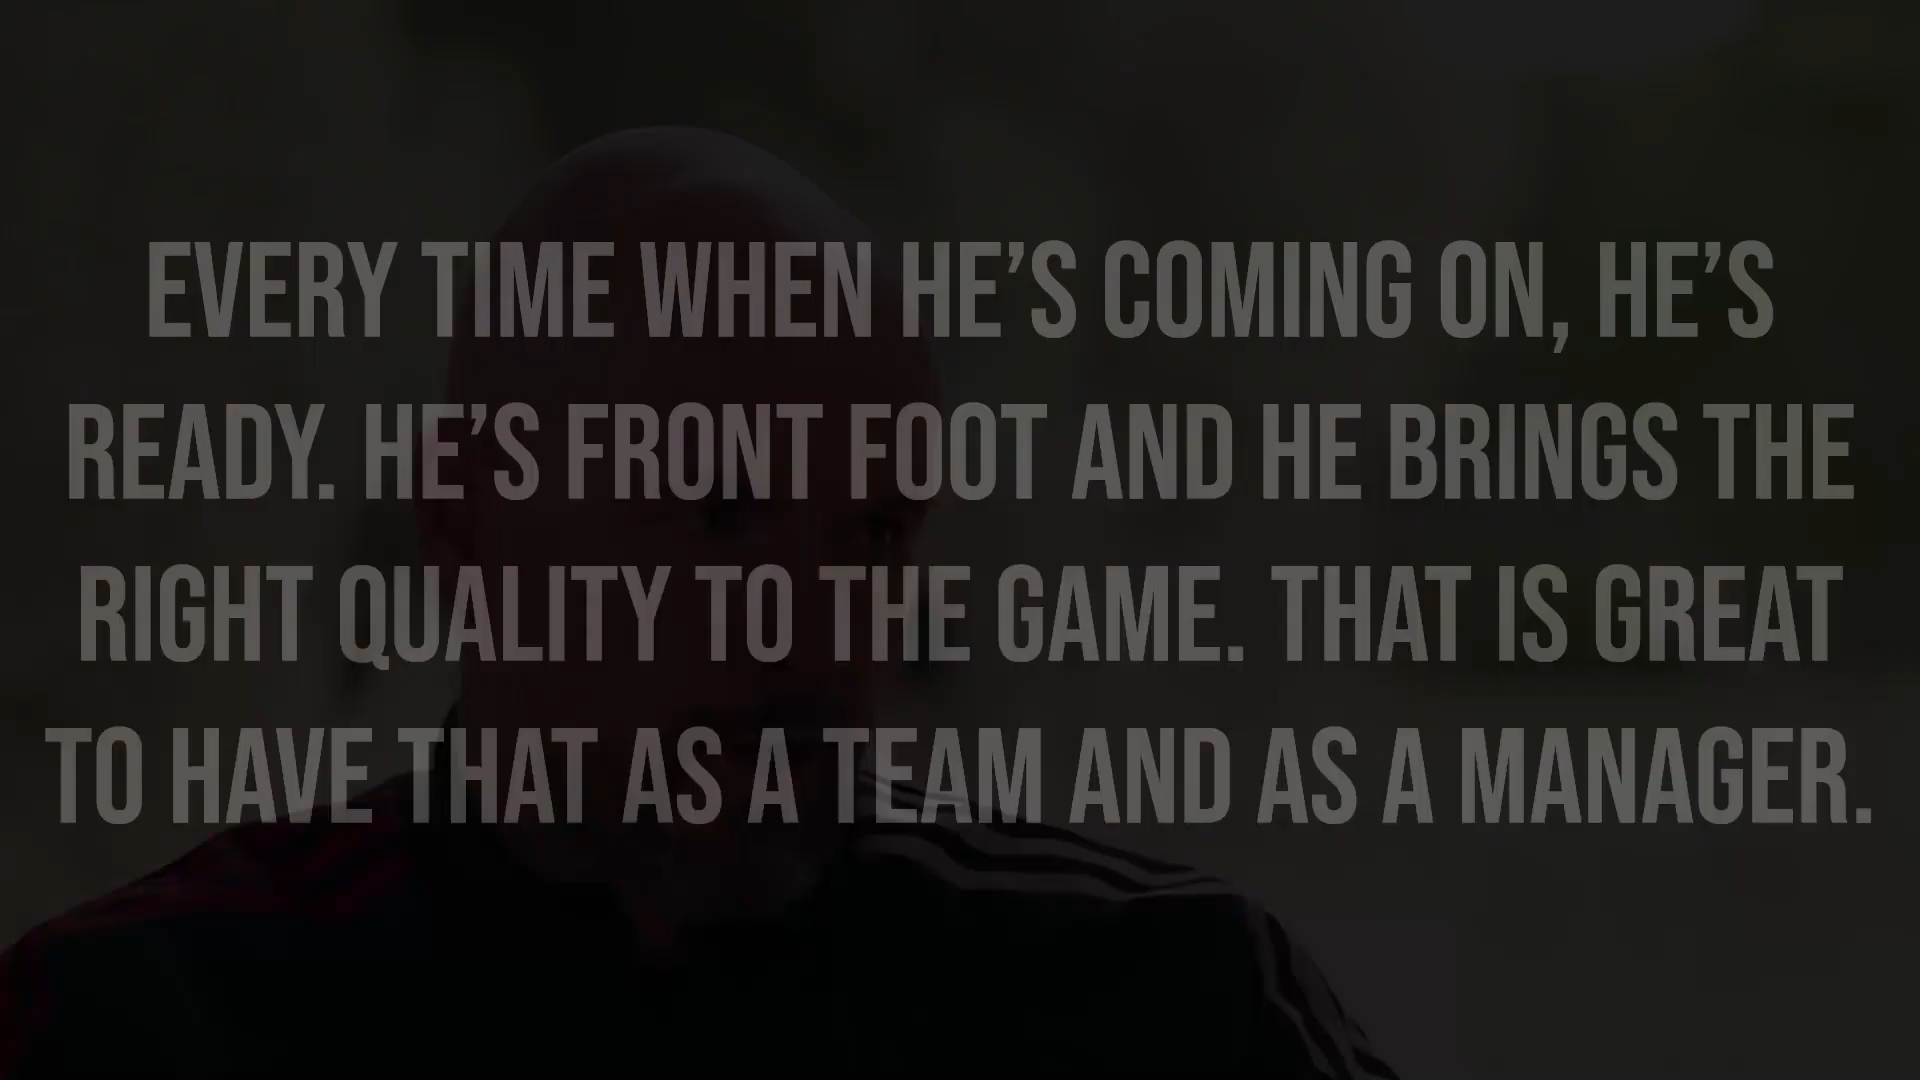 EVERY TIME WHEN HE’S COMING ON, HE’S
READY. HE’S FRONT FOOT AND HE BRINGS THE
RIGHT QUALITY TO THE GAME. THAT IS GREAT
TO HAVE THAT AS A TEAM AND AS A MANAGER.